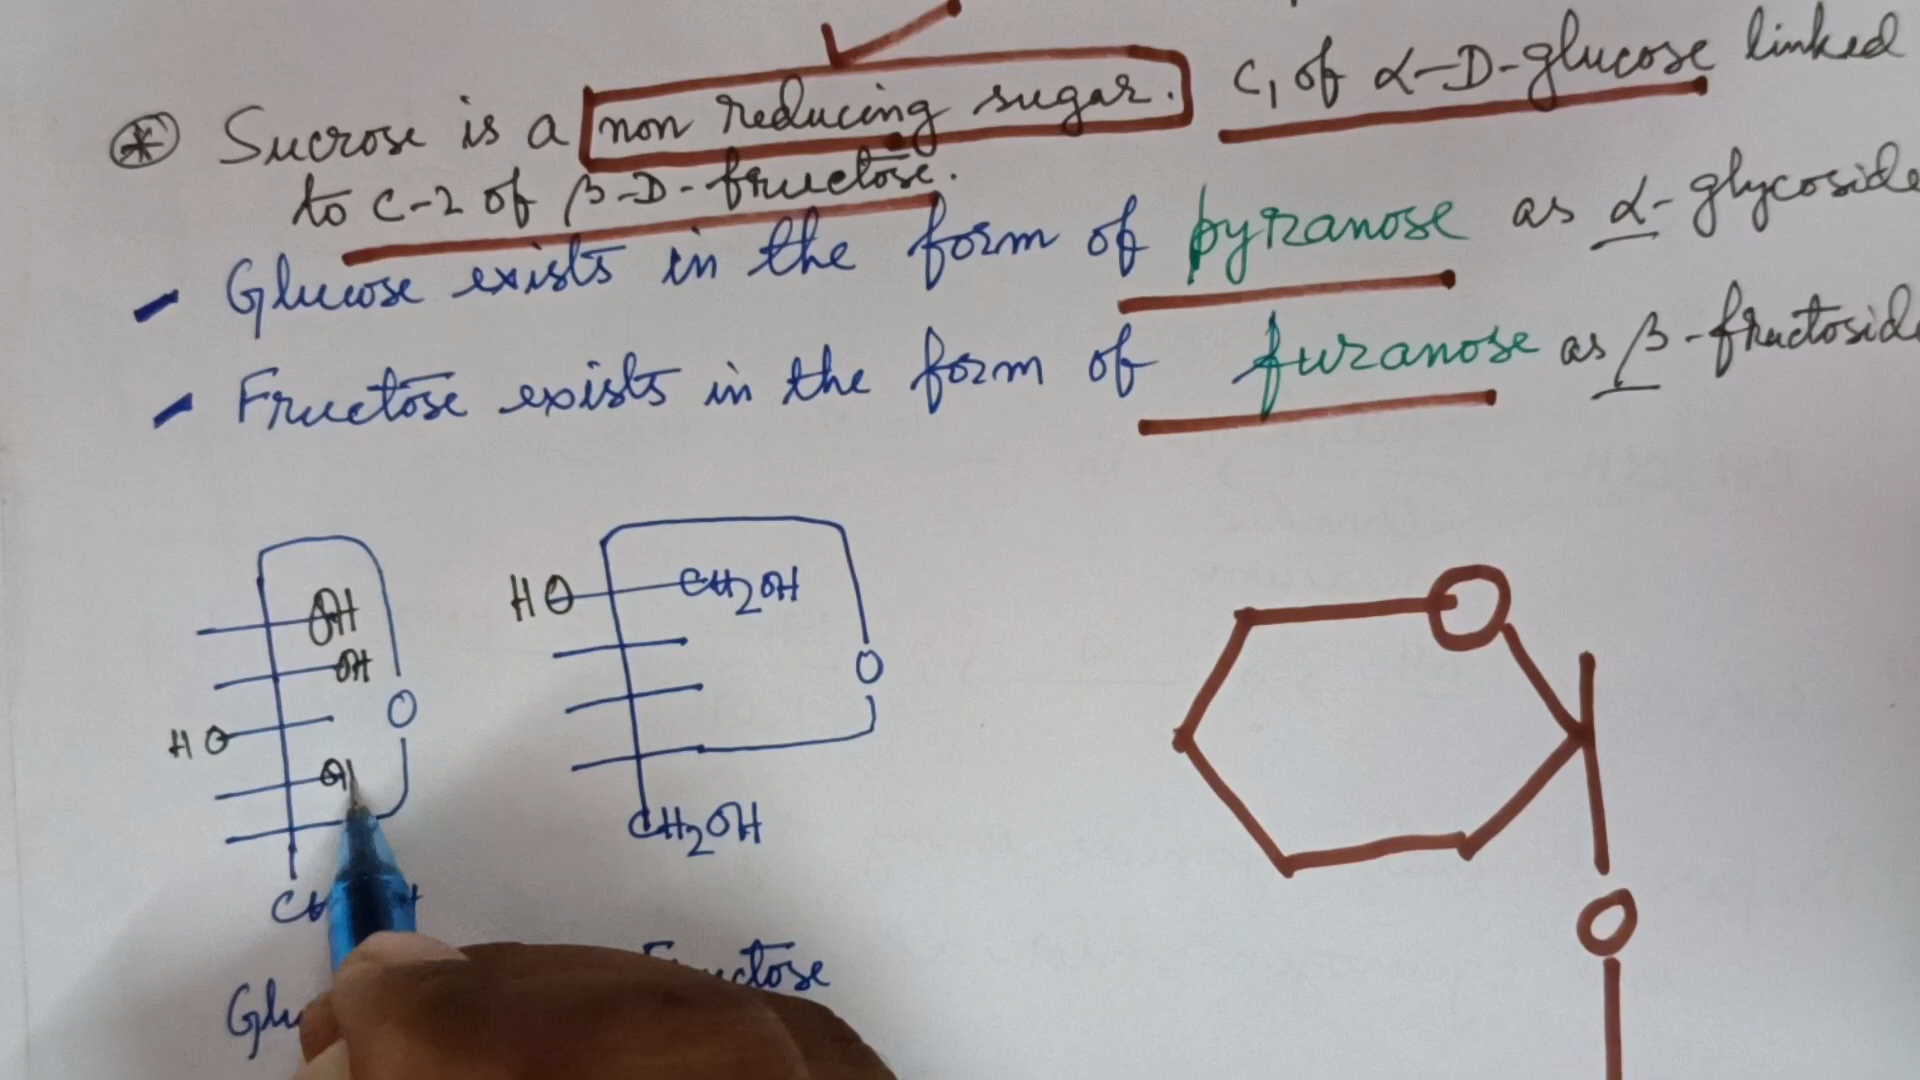 * Sucrose is a non reducing sugar. C1 of α-D-glucose linked
to C-2 of β-D-fructose.
- Glucose exists in the form of pyranose as α-glycoside
- Fructose exists in the form of furanose as β-fructoside
OH
OH
HO
O
HO
CH2OH
O
CH2OH
O
O